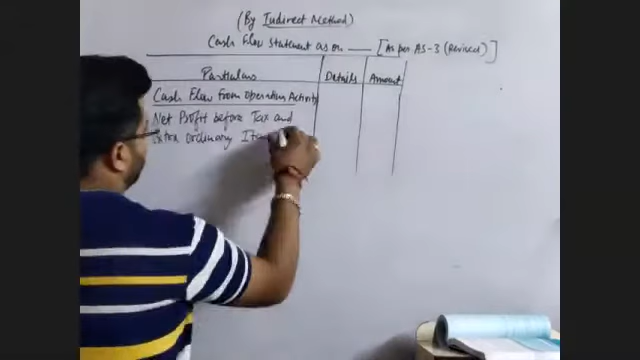 (By Indirect Method)
Cash Flow Statement as on —— [As per AS-3 (Revised)]
Particulars Details Amount
Cash Flow from Operating Activity
Net Profit before Tax and
Extra ordinary